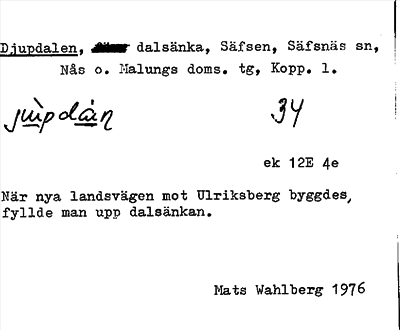 Djupdalen, dalsänka, Säfsen, Säfsnäs sn,
Nås o. Malungs doms. tg, Kopp. l.
jùpdàn 34
ek 12E 4e
När nya landsvägen mot Ulriksberg byggdes,
fyllde man upp dalsänkan.
Mats Wahlberg 1976